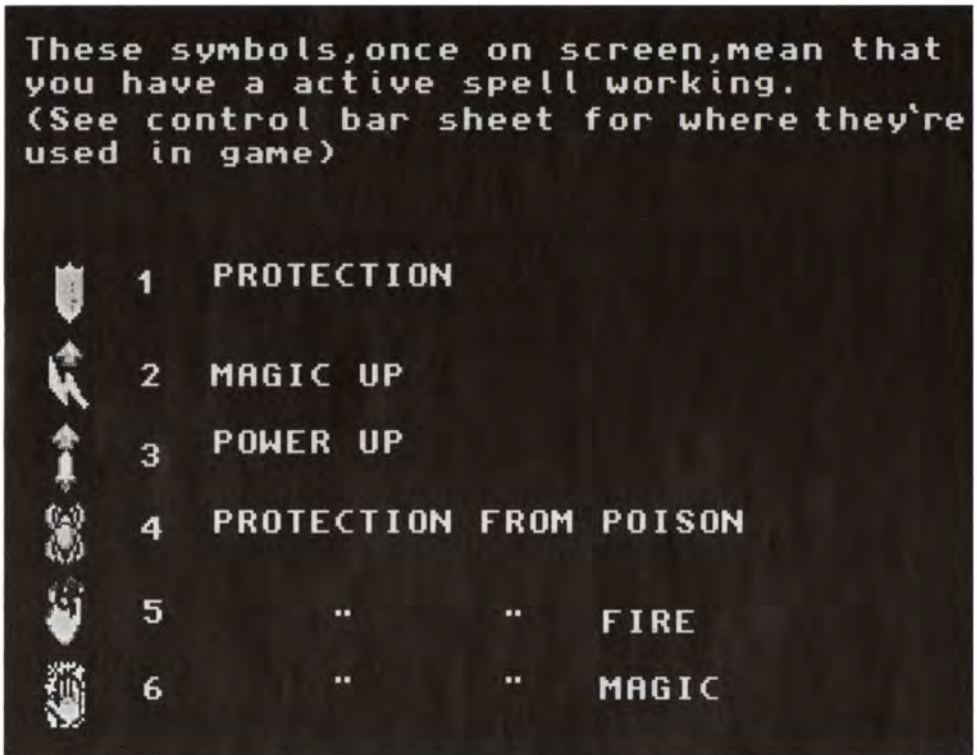 These symbols,once on screen,mean that
you have a active spell working.
(See control bar sheet for where they`re
used in game)
1 PROTECTION
2 MAGIC UP
3 POWER UP
4 PROTECTION FROM POISON
5 " " FIRE
6 " " MAGIC